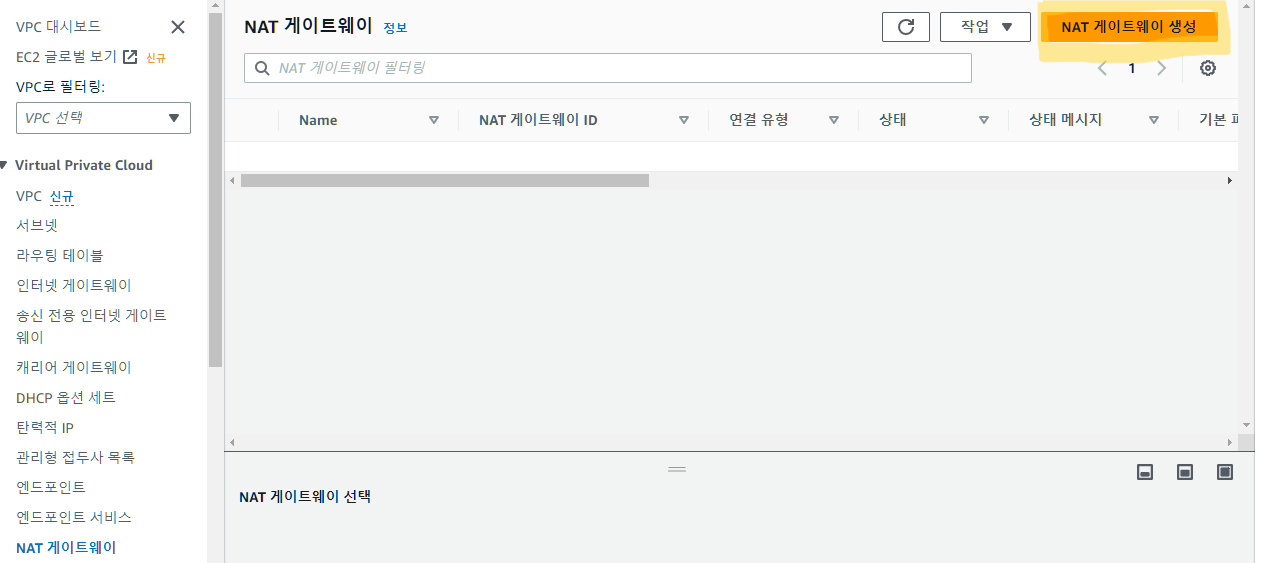 VPC 대시보드
EC2 글로벌 보기 신규
VPC로 필터링:
VPC 선택
Virtual Private Cloud
VPC 신규
서브넷
라우팅 테이블
인터넷 게이트웨이
송신 전용 인터넷 게이트
웨이
캐리어 게이트웨이
DHCP 옵션 세트
탄력적 IP
관리형 접두사 목록
엔드포인트
엔드포인트 서비스
NAT 게이트웨이
NAT 게이트웨이 정보
작업
NAT 게이트웨이 생성
NAT 게이트웨이 필터링
1
Name NAT 게이트웨이 ID 연결 유형 상태 상태 메시지 기본
NAT 게이트웨이 선택